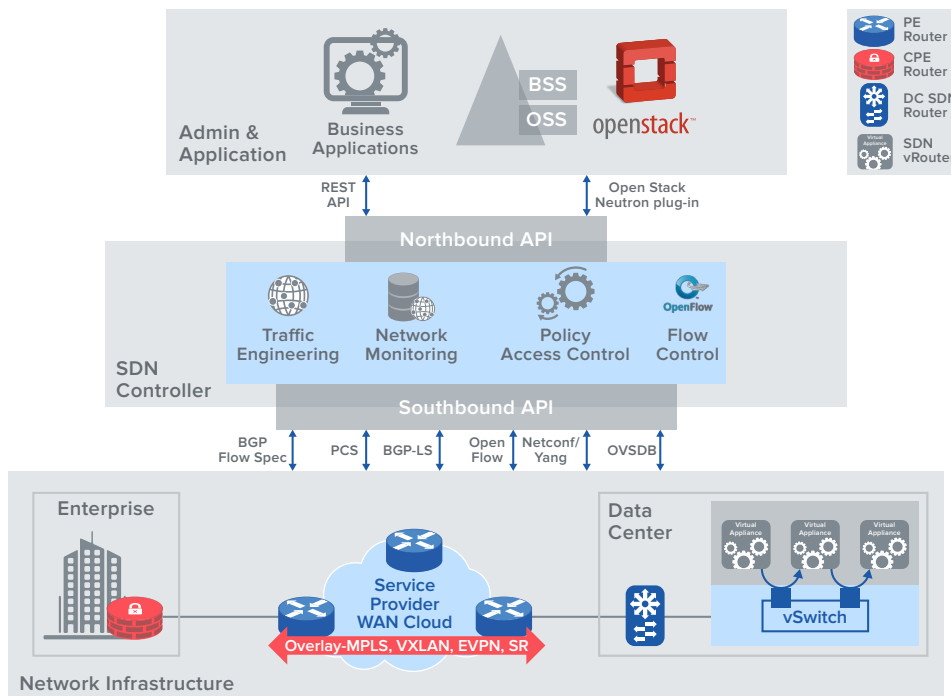 Admin &
Application
Business
Applications
BSS
OSS
openstack™
PE
Router
CPE
Router
DC SDN
Router
Virtual
Appliance
SDN
vRouter
REST
API
Open Stack
Neutron plug-in
Northbound API
Traffic
Engineering
Network
Monitoring
Policy
Access Control
OpenFlow
Flow
Control
SDN
Controller
Southbound API
BGP
Flow Spec
PCS
BGP-LS
Open
Flow
Netconf/
Yang
OVSDB
Enterprise
Service
Provider
WAN Cloud
Overlay-MPLS, VXLAN, EVPN, SR
Data
Center
Virtual
Appliance
Virtual
Appliance
Virtual
Appliance
vSwitch
Network Infrastructure